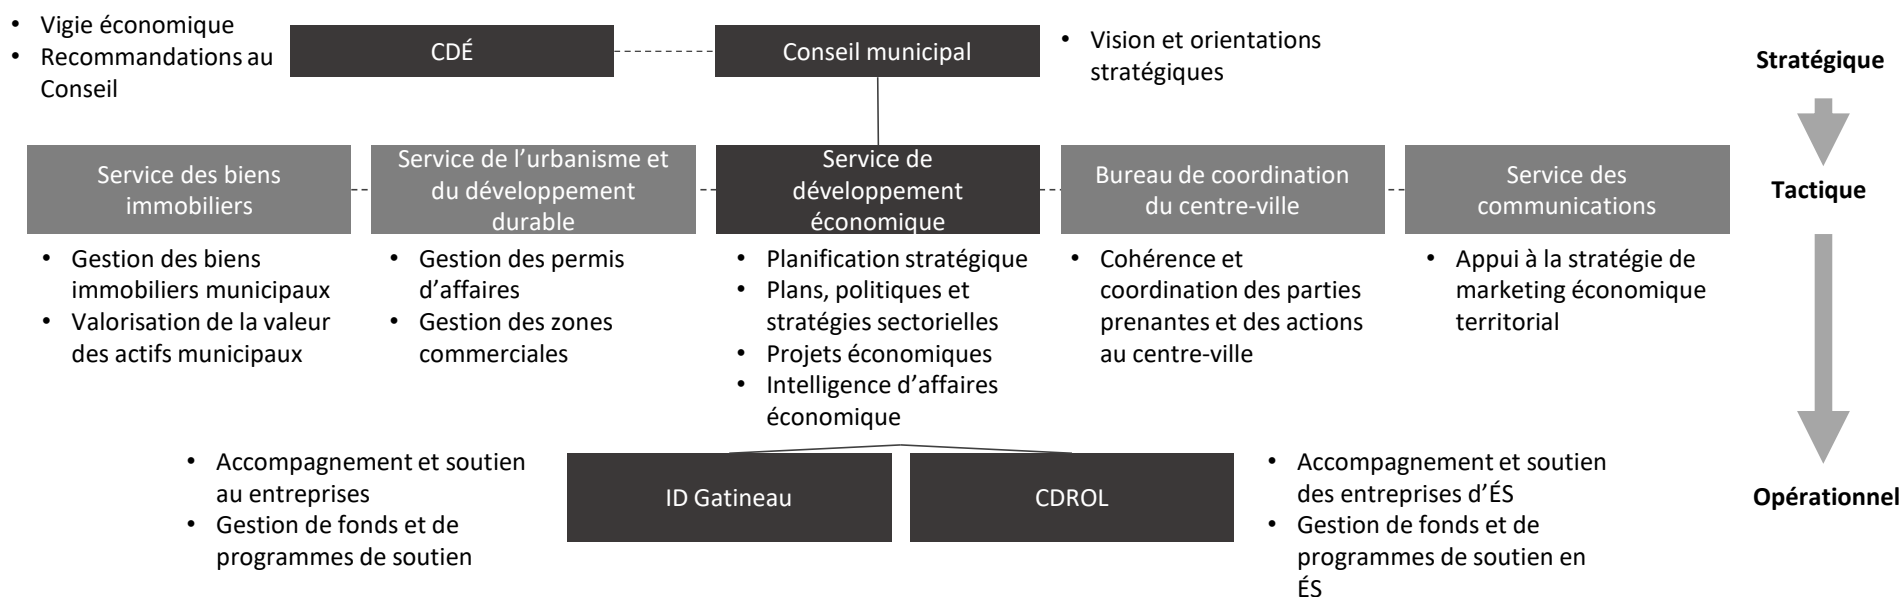 • Vigie économique
• Recommandations au
Conseil
CDÉ
Conseil municipal
• Vision et orientations
stratégiques
Stratégique
Service des biens
immobiliers
Service de l’urbanisme et
du développement
durable
Service de
développement
économique
Bureau de coordination
du centre-ville
Service des
communications
Tactique
• Gestion des biens
immobiliers municipaux
• Valorisation de la valeur
des actifs municipaux
• Gestion des permis
d’affaires
• Gestion des zones
commerciales
• Planification stratégique
• Plans, politiques et
stratégies sectorielles
• Projets économiques
• Intelligence d’affaires
économique
• Cohérence et
coordination des parties
prenantes et des actions
au centre-ville
• Appui à la stratégie de
marketing économique
territorial
• Accompagnement et soutien
au entreprises
• Gestion de fonds et de
programmes de soutien
ID Gatineau
CDROL
• Accompagnement et soutien
des entreprises d’ÉS
• Gestion de fonds et de
programmes de soutien en
ÉS
Opérationnel